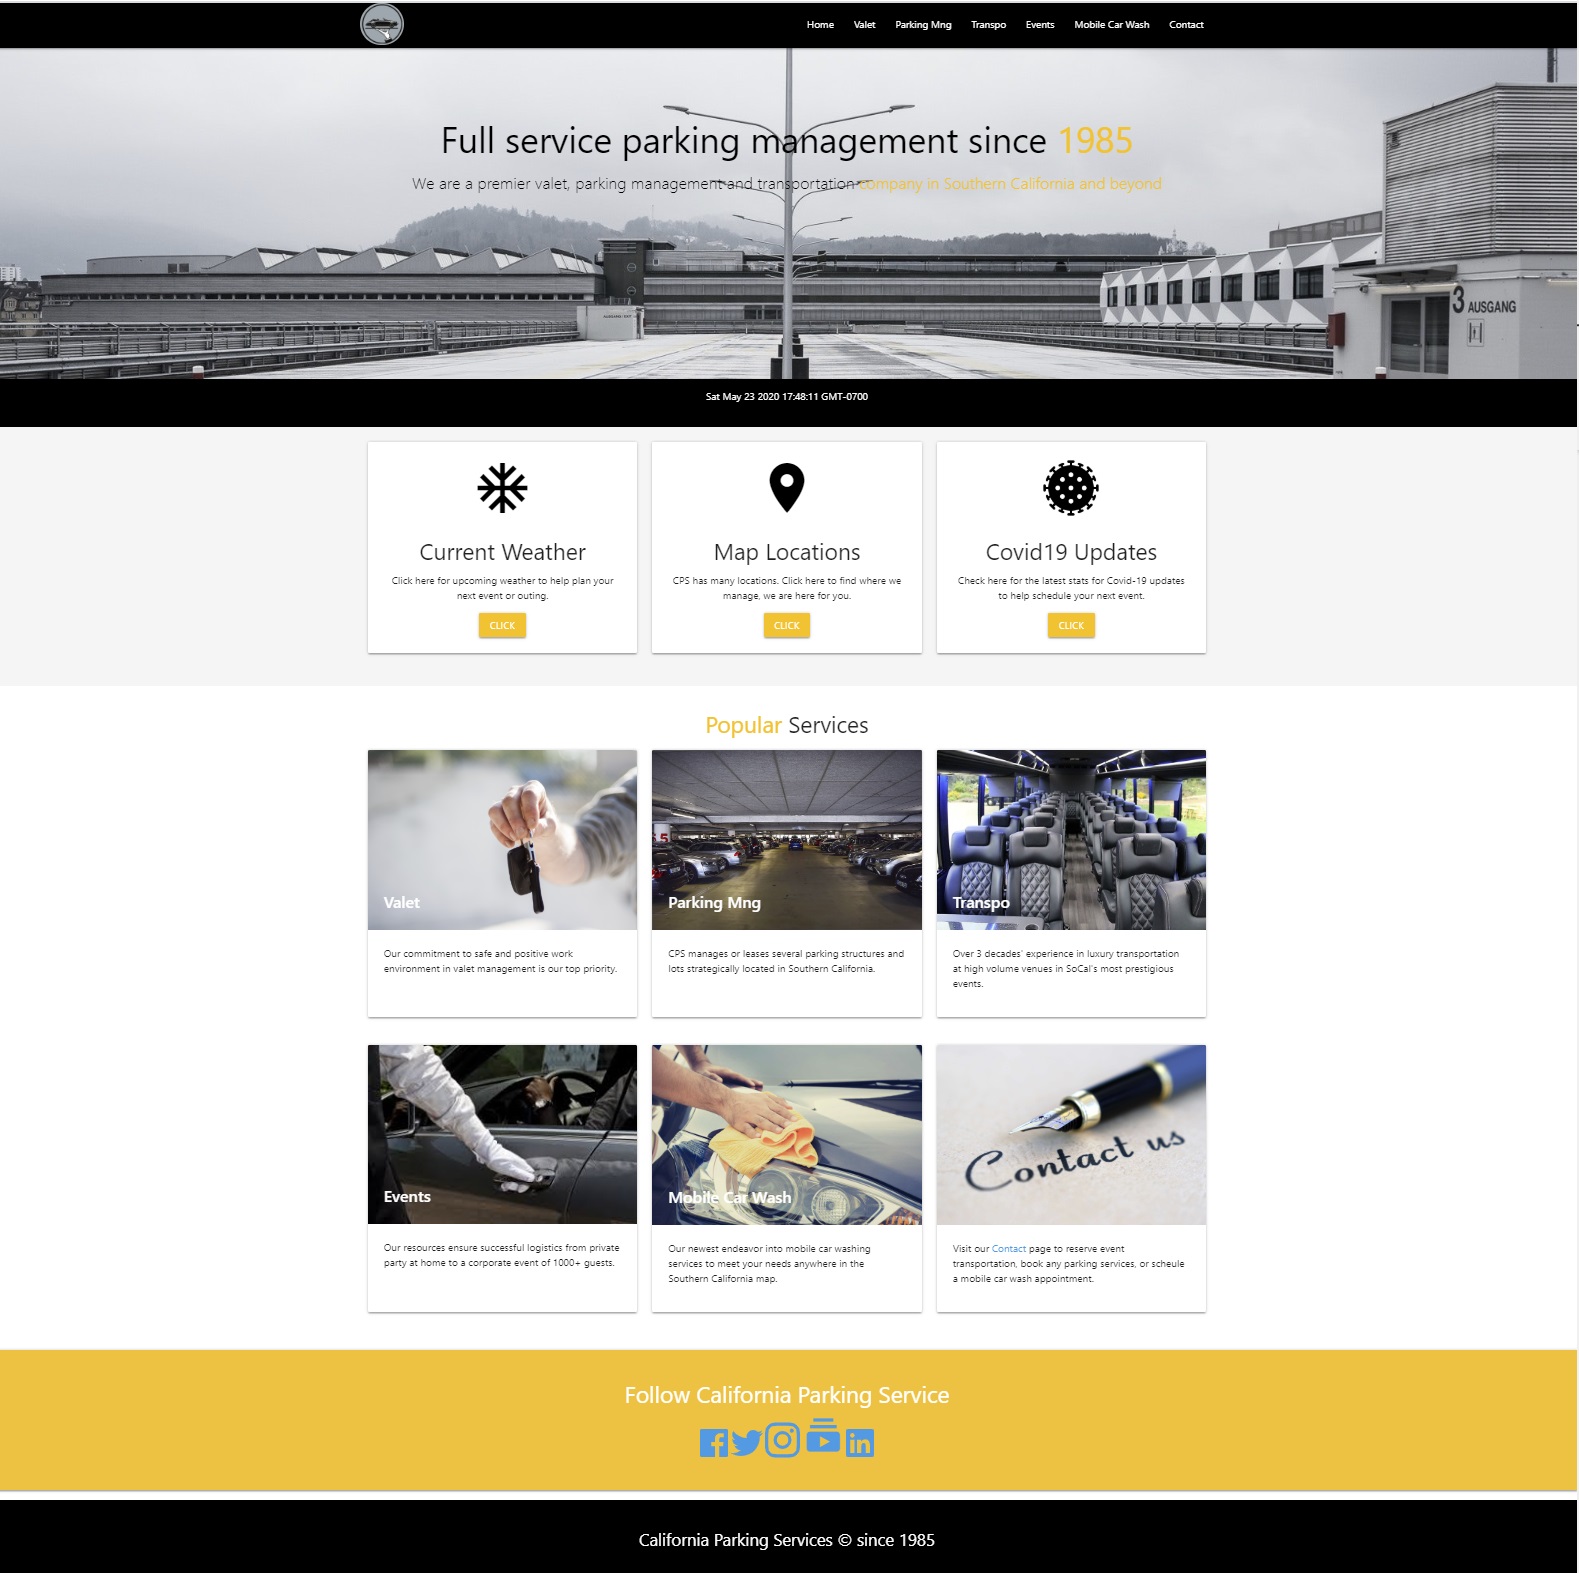 Home Valet Parking Mng Transpo Events Mobile Car Wash Contact
Full service parking management since 1985
We are a premier valet, parking management and transportation company in Southern California and beyond
3 AUSGANG
Sat May 23 2020 17:48:11 GMT-0700
Current Weather
Click here for upcoming weather to help plan your
next event or outing.
CLICK
Map Locations
CPS has many locations. Click here to find where we
manage, we are here for you.
CLICK
Covid19 Updates
Check here for the latest stats for Covid-19 updates
to help schedule your next event.
CLICK
Popular Services
Valet
Our commitment to safe and positive work
environment in valet management is our top priority.
Parking Mng
CPS manages or leases several parking structures and
lots strategically located in Southern California.
Transpo
Over 3 decades' experience in luxury transportation
at high volume venues in SoCal's most prestigious
events.
Events
Our resources ensure successful logistics from private
party at home to a corporate event of 1000+ guests.
Mobile Car Wash
Our newest endeavor into mobile car washing
services to meet your needs anywhere in the
Southern California map.
Contact us
Visit our Contact page to reserve event
transportation, book any parking services, or scheule
a mobile car wash appointment.
Follow California Parking Service
California Parking Services © since 1985